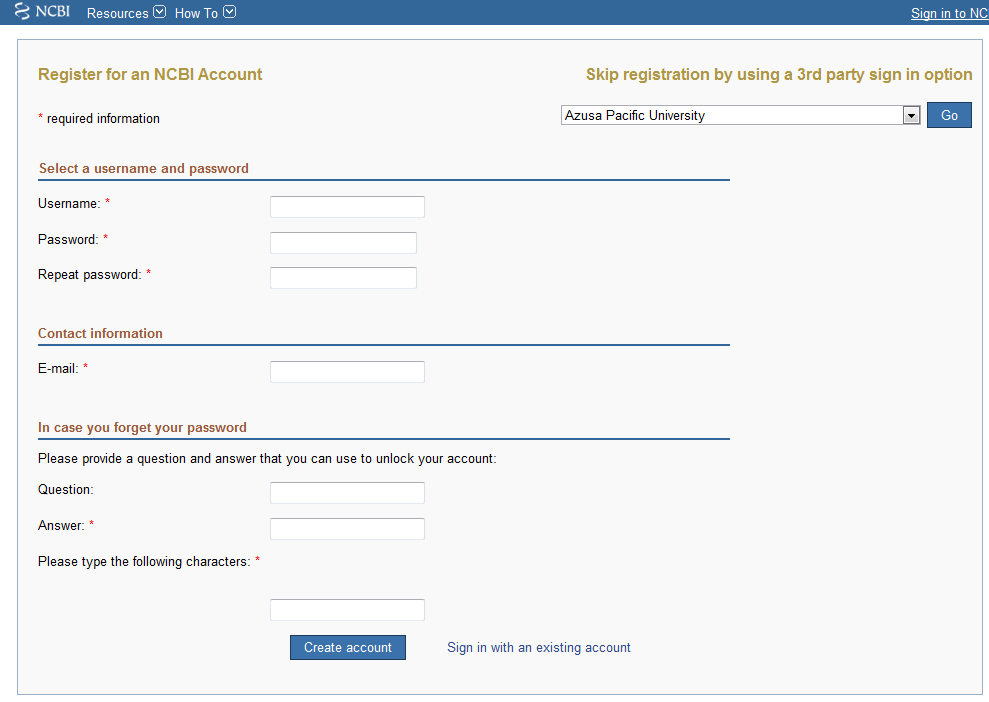 NCBI Resources How To Sign in to NC
Register for an NCBI Account
Skip registration by using a 3rd party sign in option
* required information
Azusa Pacific University Go
Select a username and password
Username: *
Password: *
Repeat password: *
Contact information
E-mail: *
In case you forget your password
Please provide a question and answer that you can use to unlock your account:
Question:
Answer: *
Please type the following characters: *
Create account Sign in with an existing account